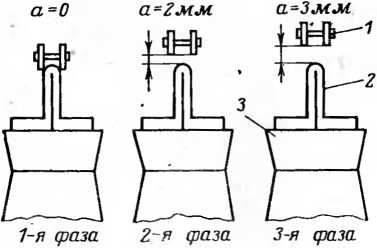 a=0 a=2мм a=3мм
1
2
3
1-я фаза 2-я фаза 3-я фаза